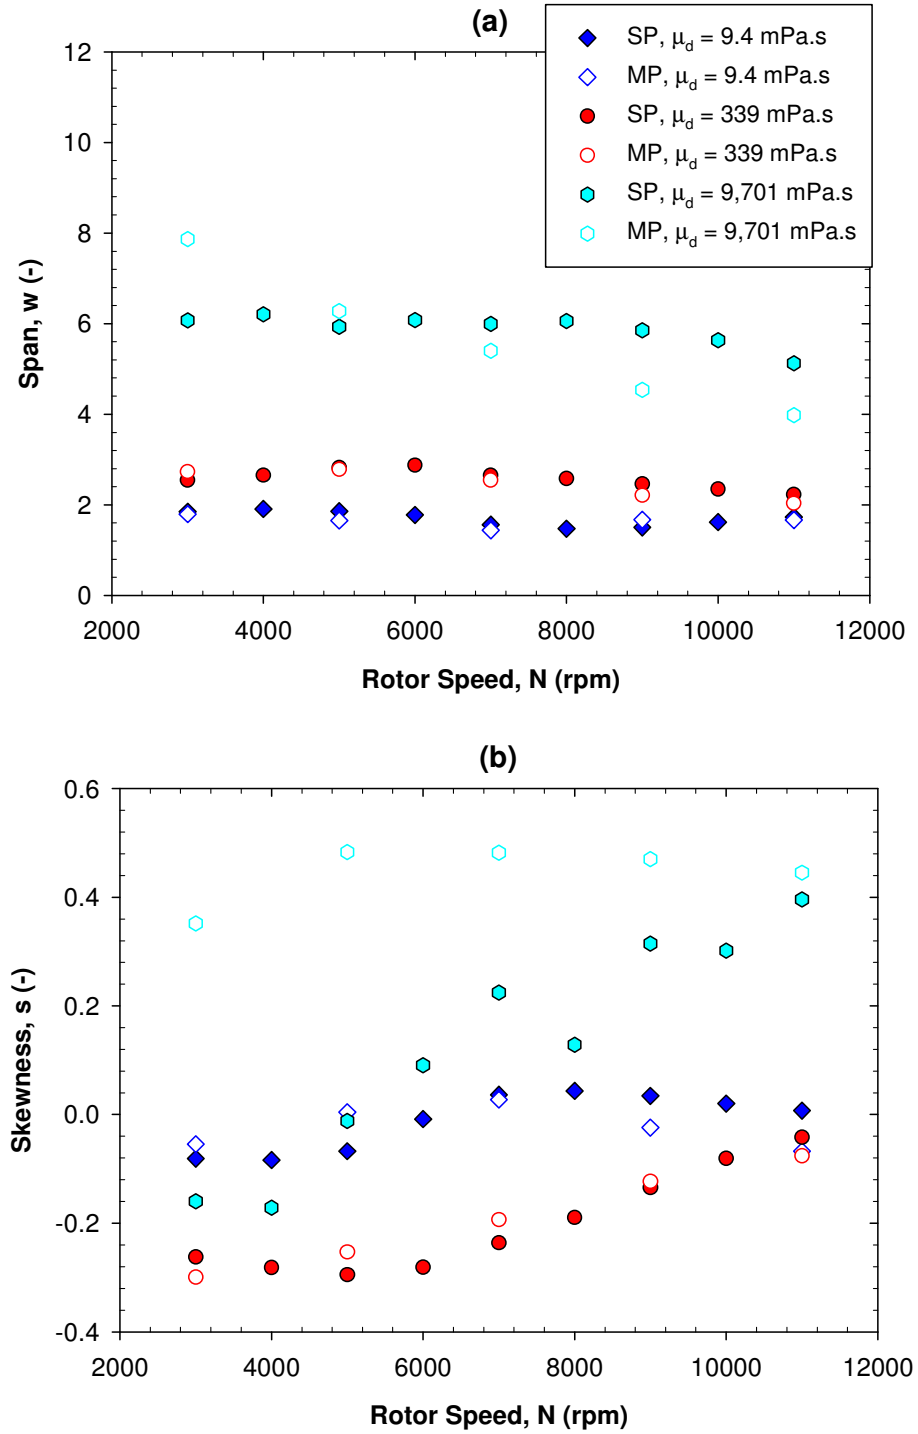 (a)
SP, μd = 9.4 mPa.s
MP, μd = 9.4 mPa.s
SP, μd = 339 mPa.s
MP, μd = 339 mPa.s
SP, μd = 9,701 mPa.s
MP, μd = 9,701 mPa.s
12
10
8
6
4
2
0
Span, w (-)
2000 4000 6000 8000 10000 12000
Rotor Speed, N (rpm)
(b)
0.6
0.4
0.2
0.0
-0.2
-0.4
Skewness, s (-)
2000 4000 6000 8000 10000 12000
Rotor Speed, N (rpm)